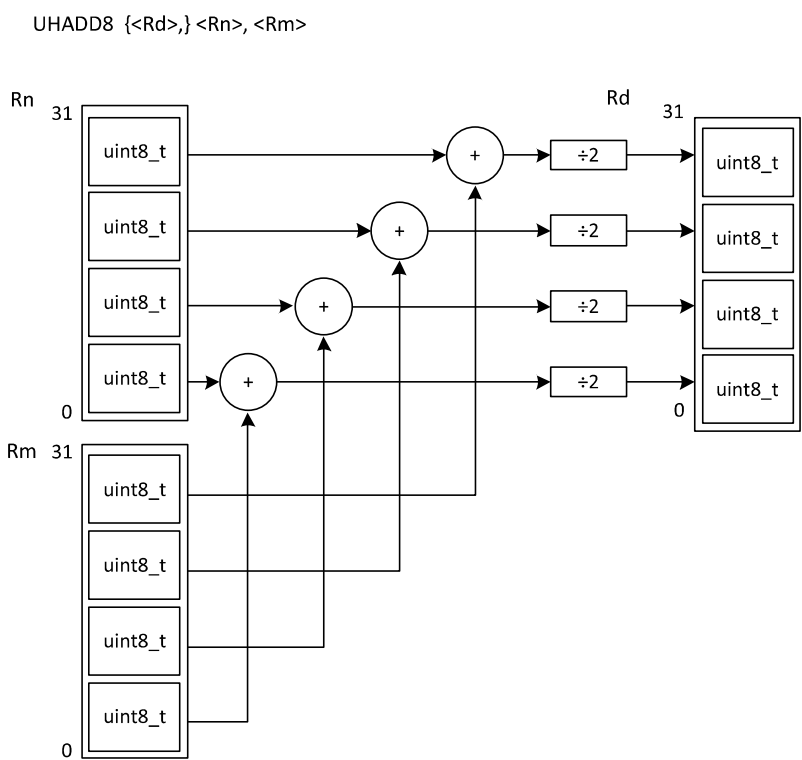 UHADD8 {<Rd>,} <Rn>, <Rm>
Rn
31
uint8_t
uint8_t
uint8_t
uint8_t
0
+
+
+
+
÷2
÷2
÷2
÷2
Rd
31
uint8_t
uint8_t
uint8_t
uint8_t
0
Rm
31
uint8_t
uint8_t
uint8_t
uint8_t
0